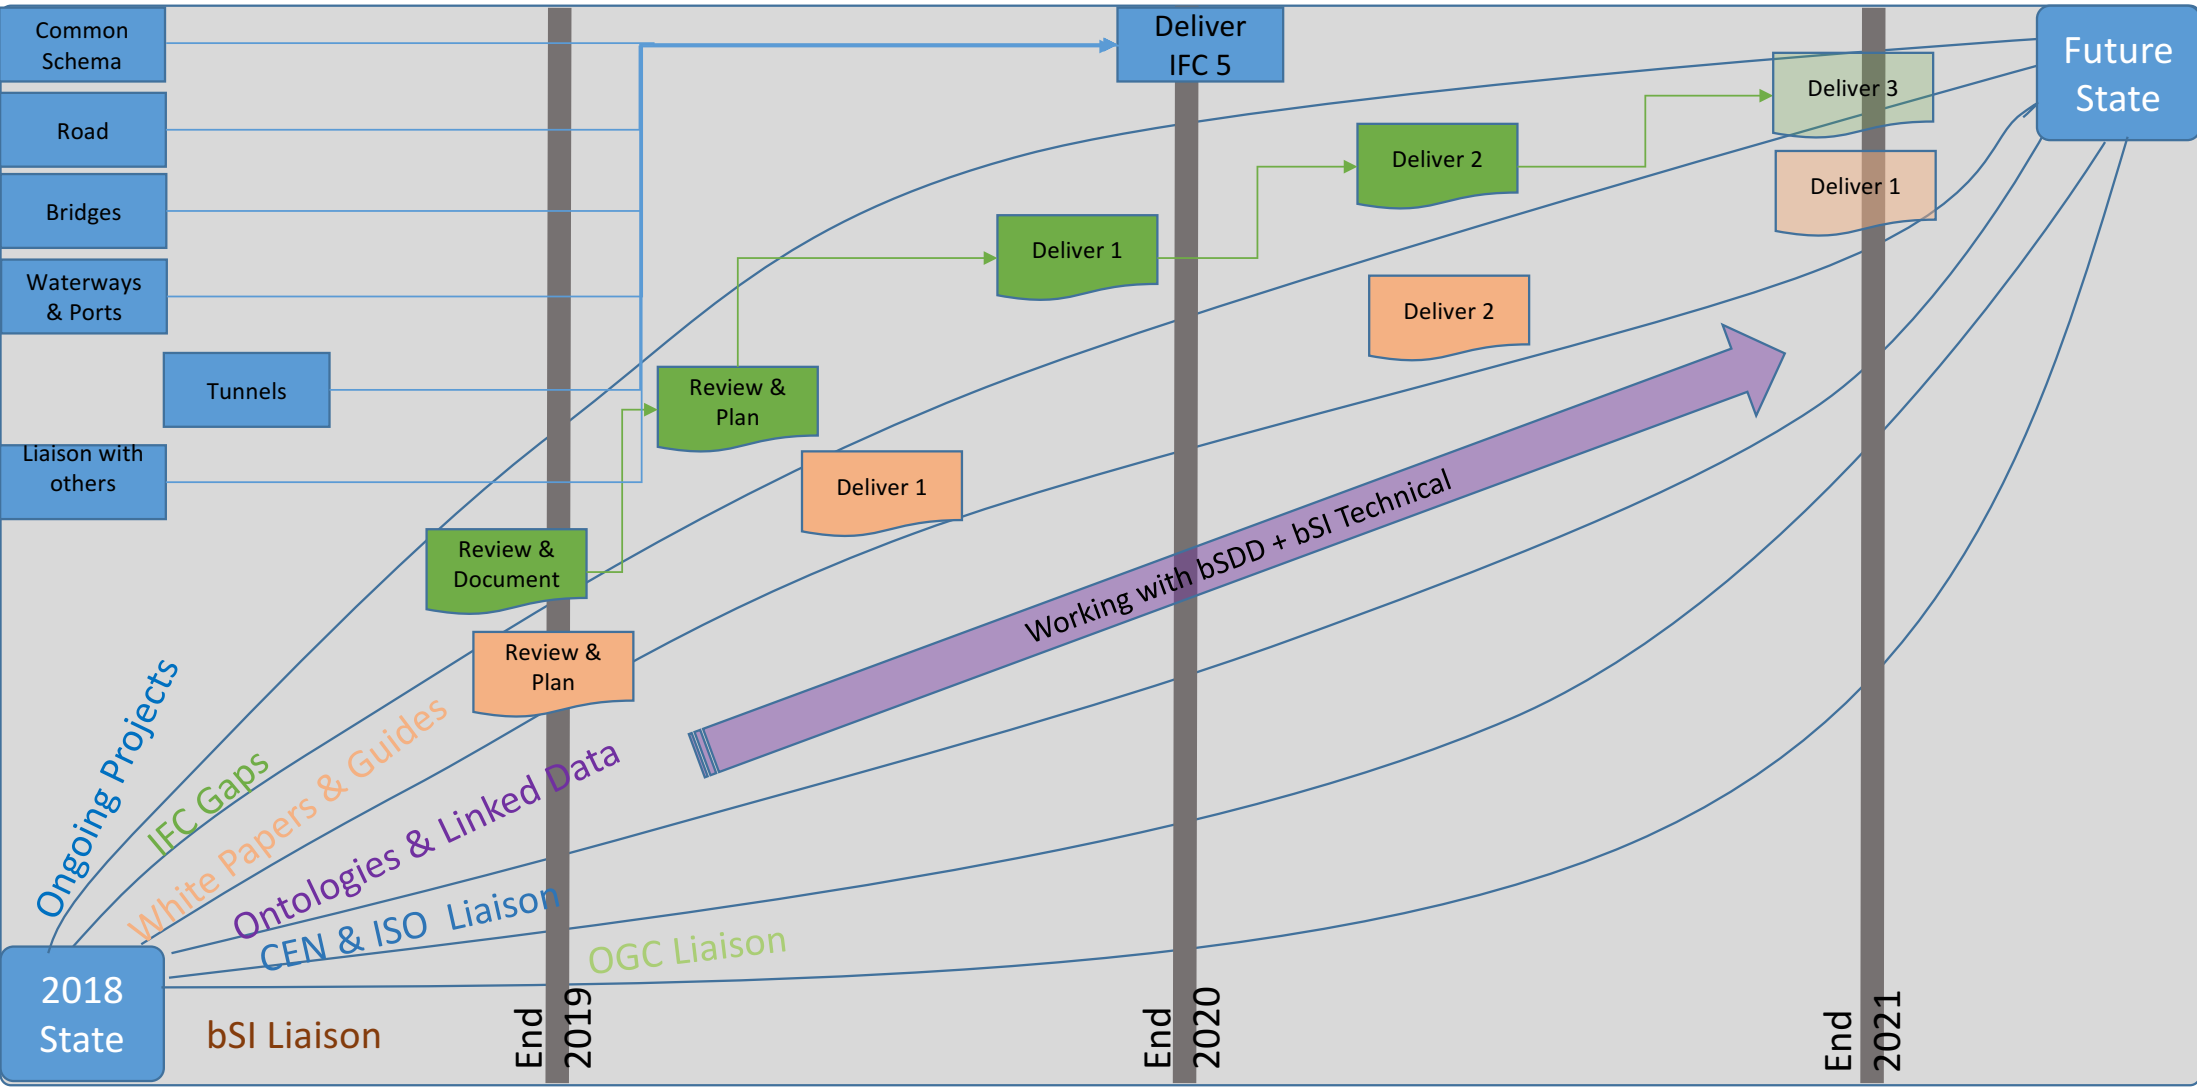 Common
Schema
Deliver
IFC 5
Future
State
Road
Deliver 3
Bridges
Deliver 2
Deliver 1
Waterways
& Ports
Deliver 1
Deliver 2
Tunnels
Review &
Plan
Liaison with
others
Deliver 1
Review &
Document
Review &
Plan
Working with bSDD + bSI Technical
Ongoing Projects
IFC Gaps
White Papers & Guides
Ontologies & Linked Data
CEN & ISO Liaison
OGC Liaison
2018
State
bSI Liaison
End
2019
End
2020
End
2021